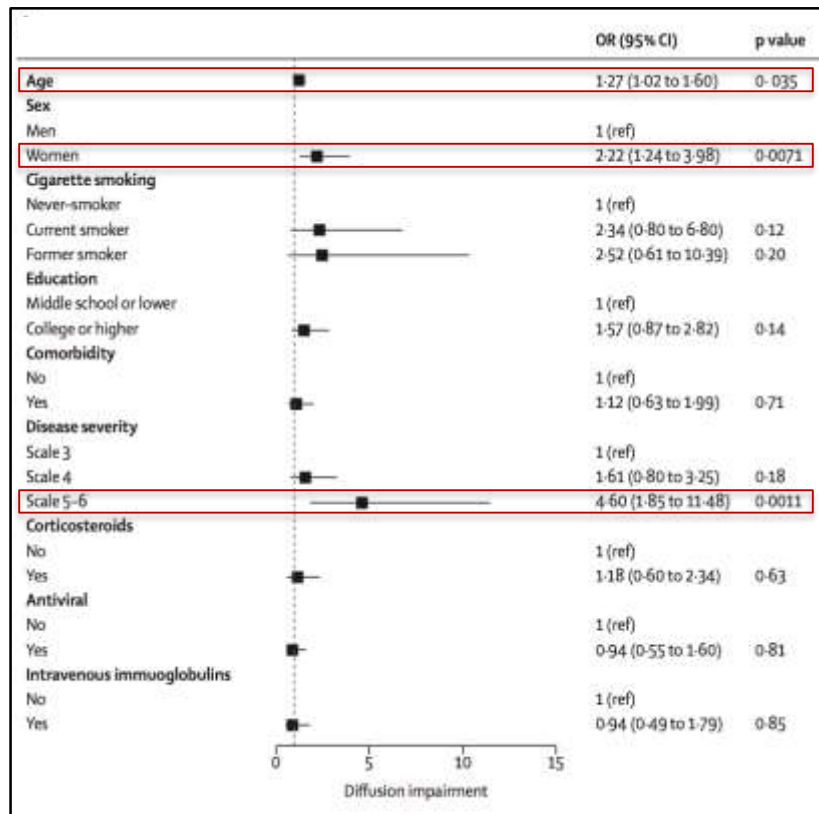 OR (95% CI) p value
Age 1·27 (1·02 to 1·60) 0· 035
Sex
Men 1 (ref)
Women 2·22 (1·24 to 3·98) 0·0071
Cigarette smoking
Never-smoker 1 (ref)
Current smoker 2·34 (0·80 to 6·80) 0·12
Former smoker 2·52 (0·61 to 10·39) 0·20
Education
Middle school or lower 1 (ref)
College or higher 1·57 (0·87 to 2·82) 0·14
Comorbidity
No 1 (ref)
Yes 1·12 (0·63 to 1·99) 0·71
Disease severity
Scale 3 1 (ref)
Scale 4 1·61 (0·80 to 3·25) 0·18
Scale 5–6 4·60 (1·85 to 11·48) 0·0011
Corticosteroids
No 1 (ref)
Yes 1·18 (0·60 to 2·34) 0·63
Antiviral
No 1 (ref)
Yes 0·94 (0·55 to 1·60) 0·81
Intravenous immuoglobulins
No 1 (ref)
Yes 0·94 (0·49 to 1·79) 0·85
0 5 10 15
Diffusion impairment